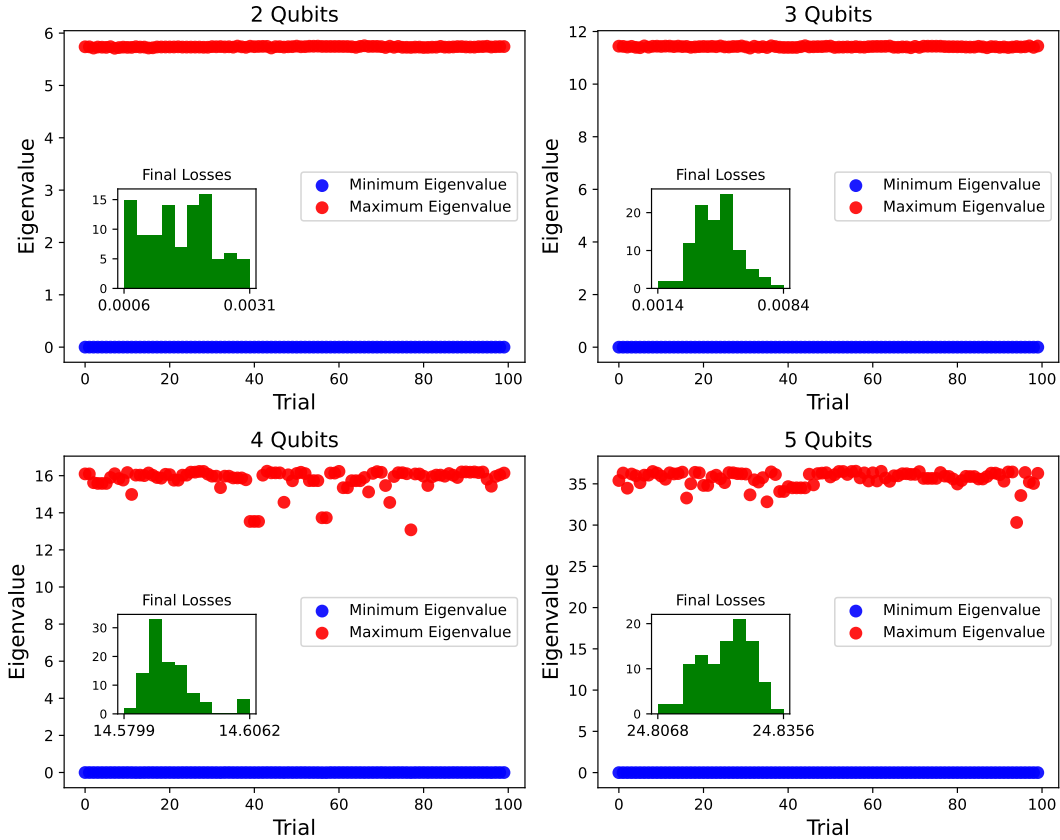 2 Qubits
6
5
4
3
2
1
0
Eigenvalue
Final Losses
15
10
5
0
0.0006 0.0031
Minimum Eigenvalue
Maximum Eigenvalue
0 20 40 60 80 100
Trial
3 Qubits
12
10
8
6
4
2
0
Eigenvalue
Final Losses
20
10
0
0.0014 0.0084
Minimum Eigenvalue
Maximum Eigenvalue
0 20 40 60 80 100
Trial
4 Qubits
16
14
12
10
8
6
4
2
0
Eigenvalue
Final Losses
30
20
10
0
14.5799 14.6062
Minimum Eigenvalue
Maximum Eigenvalue
0 20 40 60 80 100
Trial
5 Qubits
35
30
25
20
15
10
5
0
Eigenvalue
Final Losses
20
10
0
24.8068 24.8356
Minimum Eigenvalue
Maximum Eigenvalue
0 20 40 60 80 100
Trial